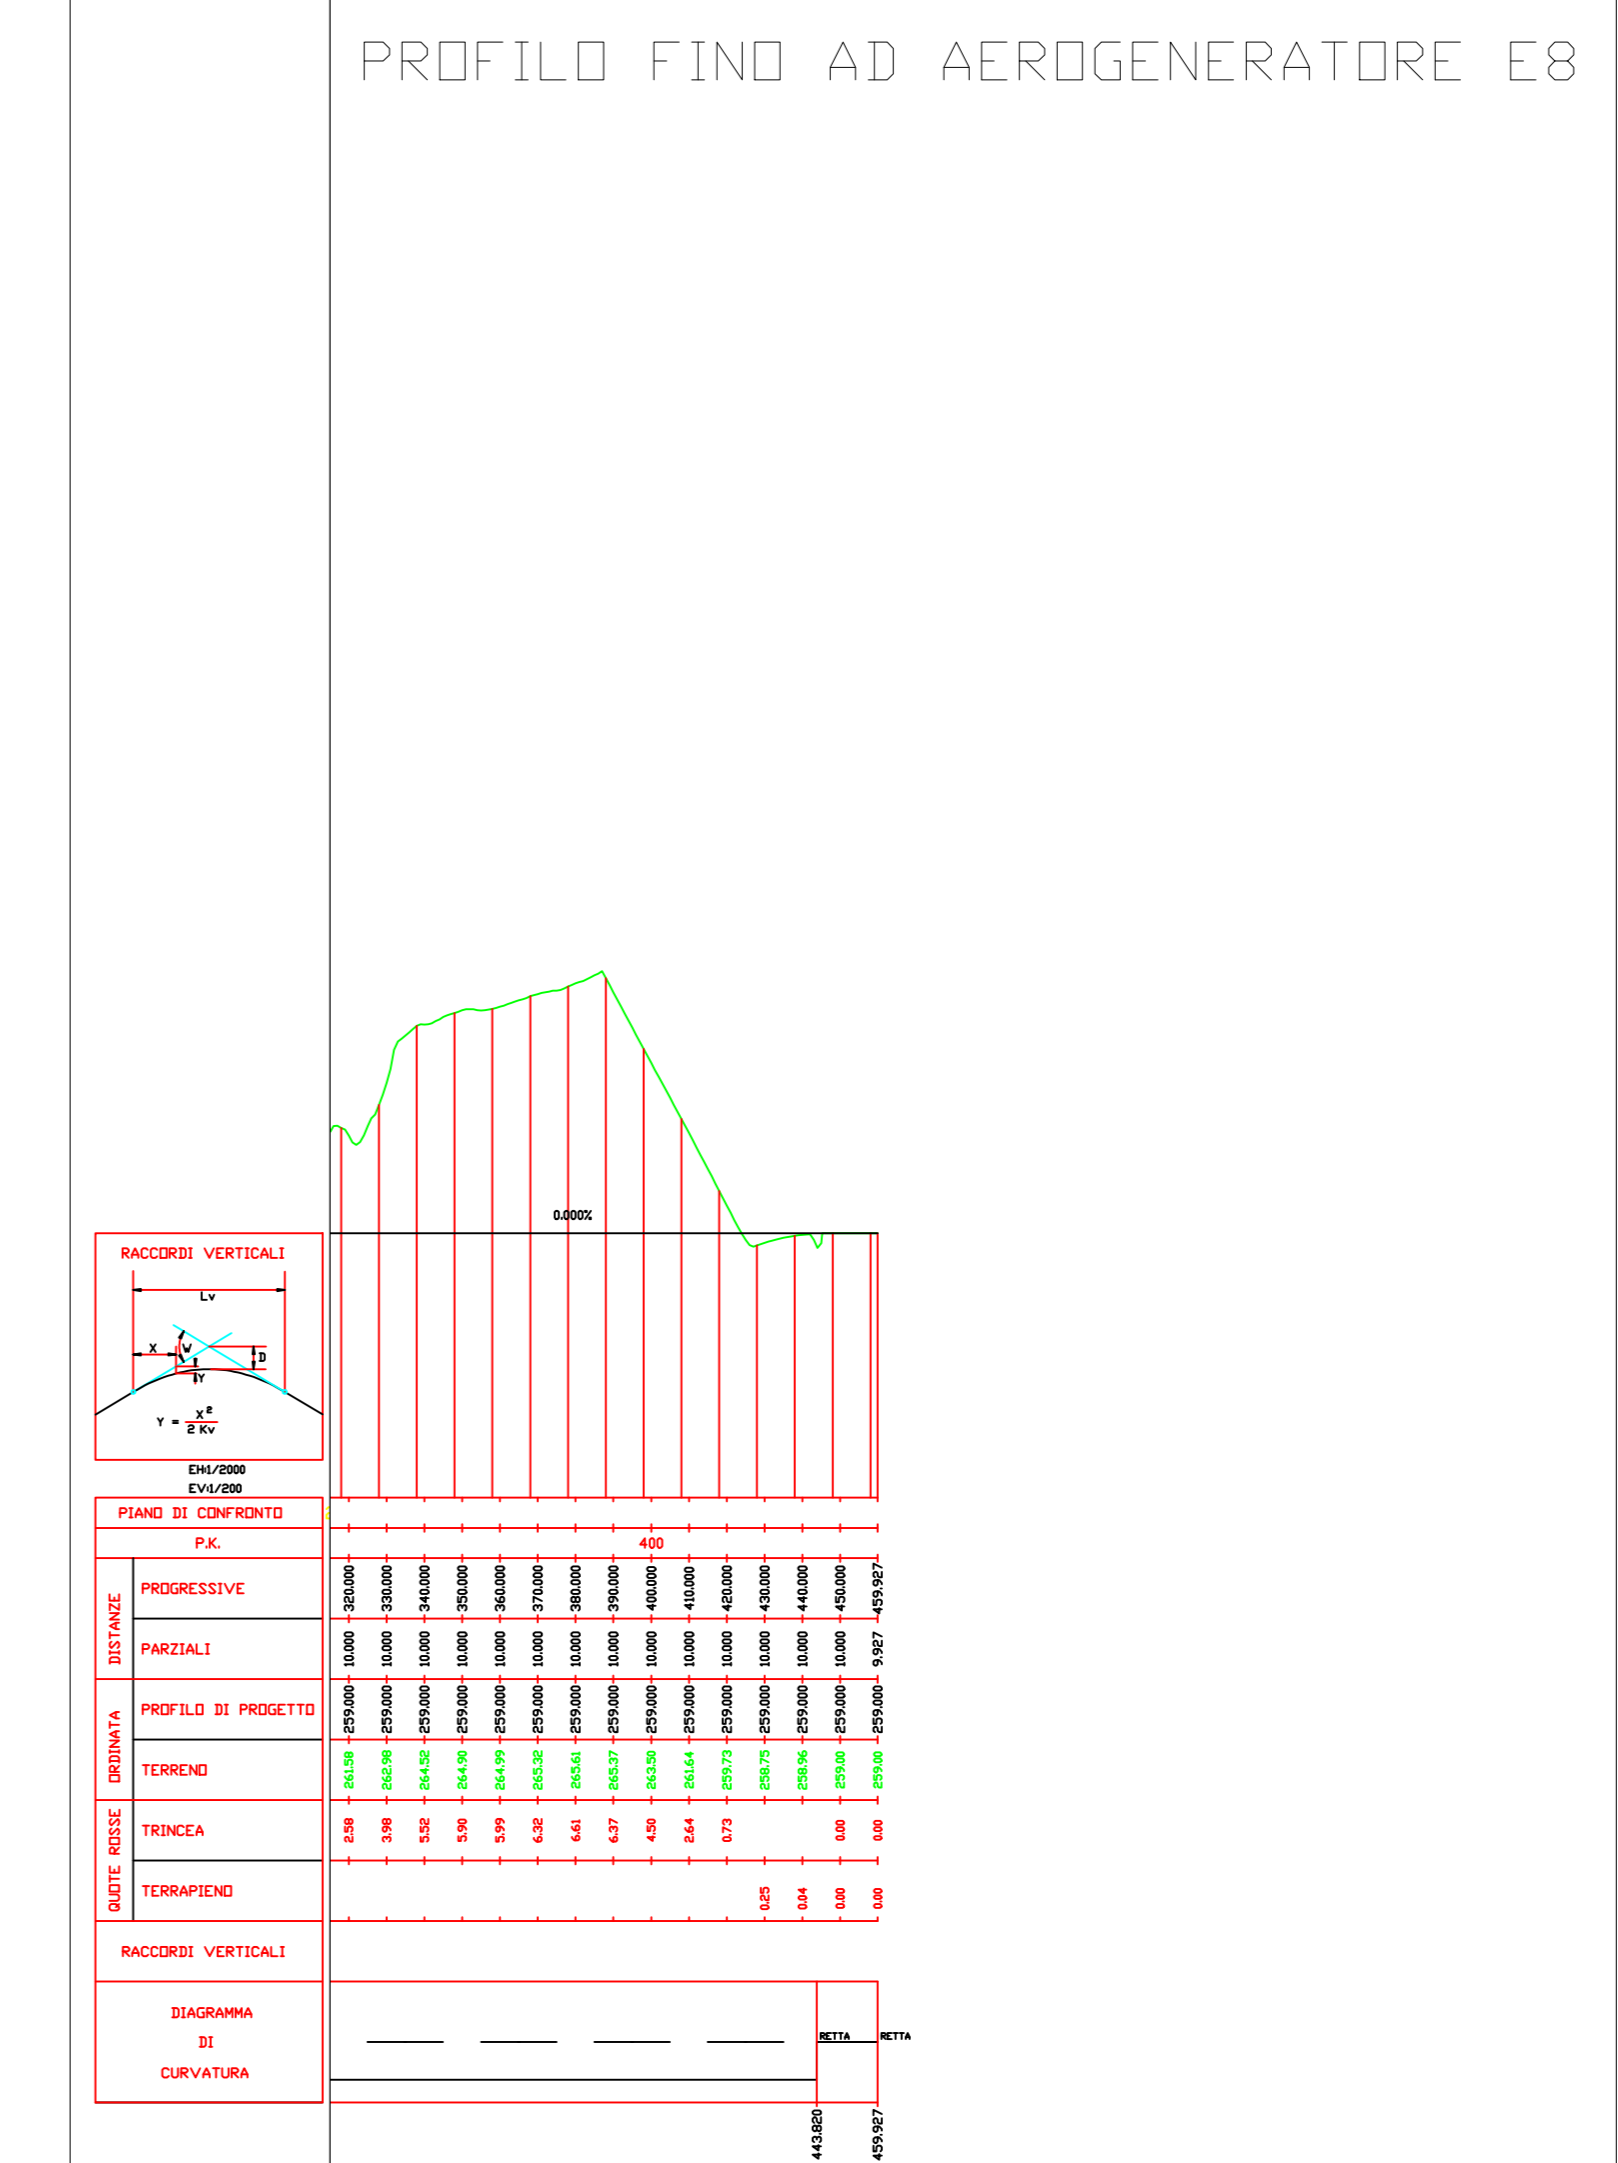 PROFILO FINO AD AEROGENERATORE E8
0.000%
RACCORDI VERTICALI
Lv
X
W
D
Y
Y = X² / 2 Kv
EH:1/2000
EV:1/200
PIANO DI CONFRONTO
P.K.
400
DISTANZE
PROGRESSIVE
320.000 330.000 340.000 350.000 360.000 370.000 380.000 390.000 400.000 410.000 420.000 430.000 440.000 450.000 459.927
PARZIALI
10.000 10.000 10.000 10.000 10.000 10.000 10.000 10.000 10.000 10.000 10.000 10.000 10.000 10.000 9.927
ORDINATA
PROFILO DI PROGETTO
259.000 259.000 259.000 259.000 259.000 259.000 259.000 259.000 259.000 259.000 259.000 259.000 259.000 259.000 259.000
TERRENO
261.58 262.98 264.52 264.90 264.99 265.32 265.61 265.37 263.50 261.64 259.73 258.75 258.96 259.00 259.00
QUOTE ROSSE
TRINCEA
2.58 3.98 5.52 5.90 5.99 6.32 6.61 6.37 4.50 2.64 0.73 0.00 0.00
TERRAPIENO
0.25 0.04 0.00 0.00
RACCORDI VERTICALI
DIAGRAMMA
DI
CURVATURA
RETTA RETTA
443.820 459.927